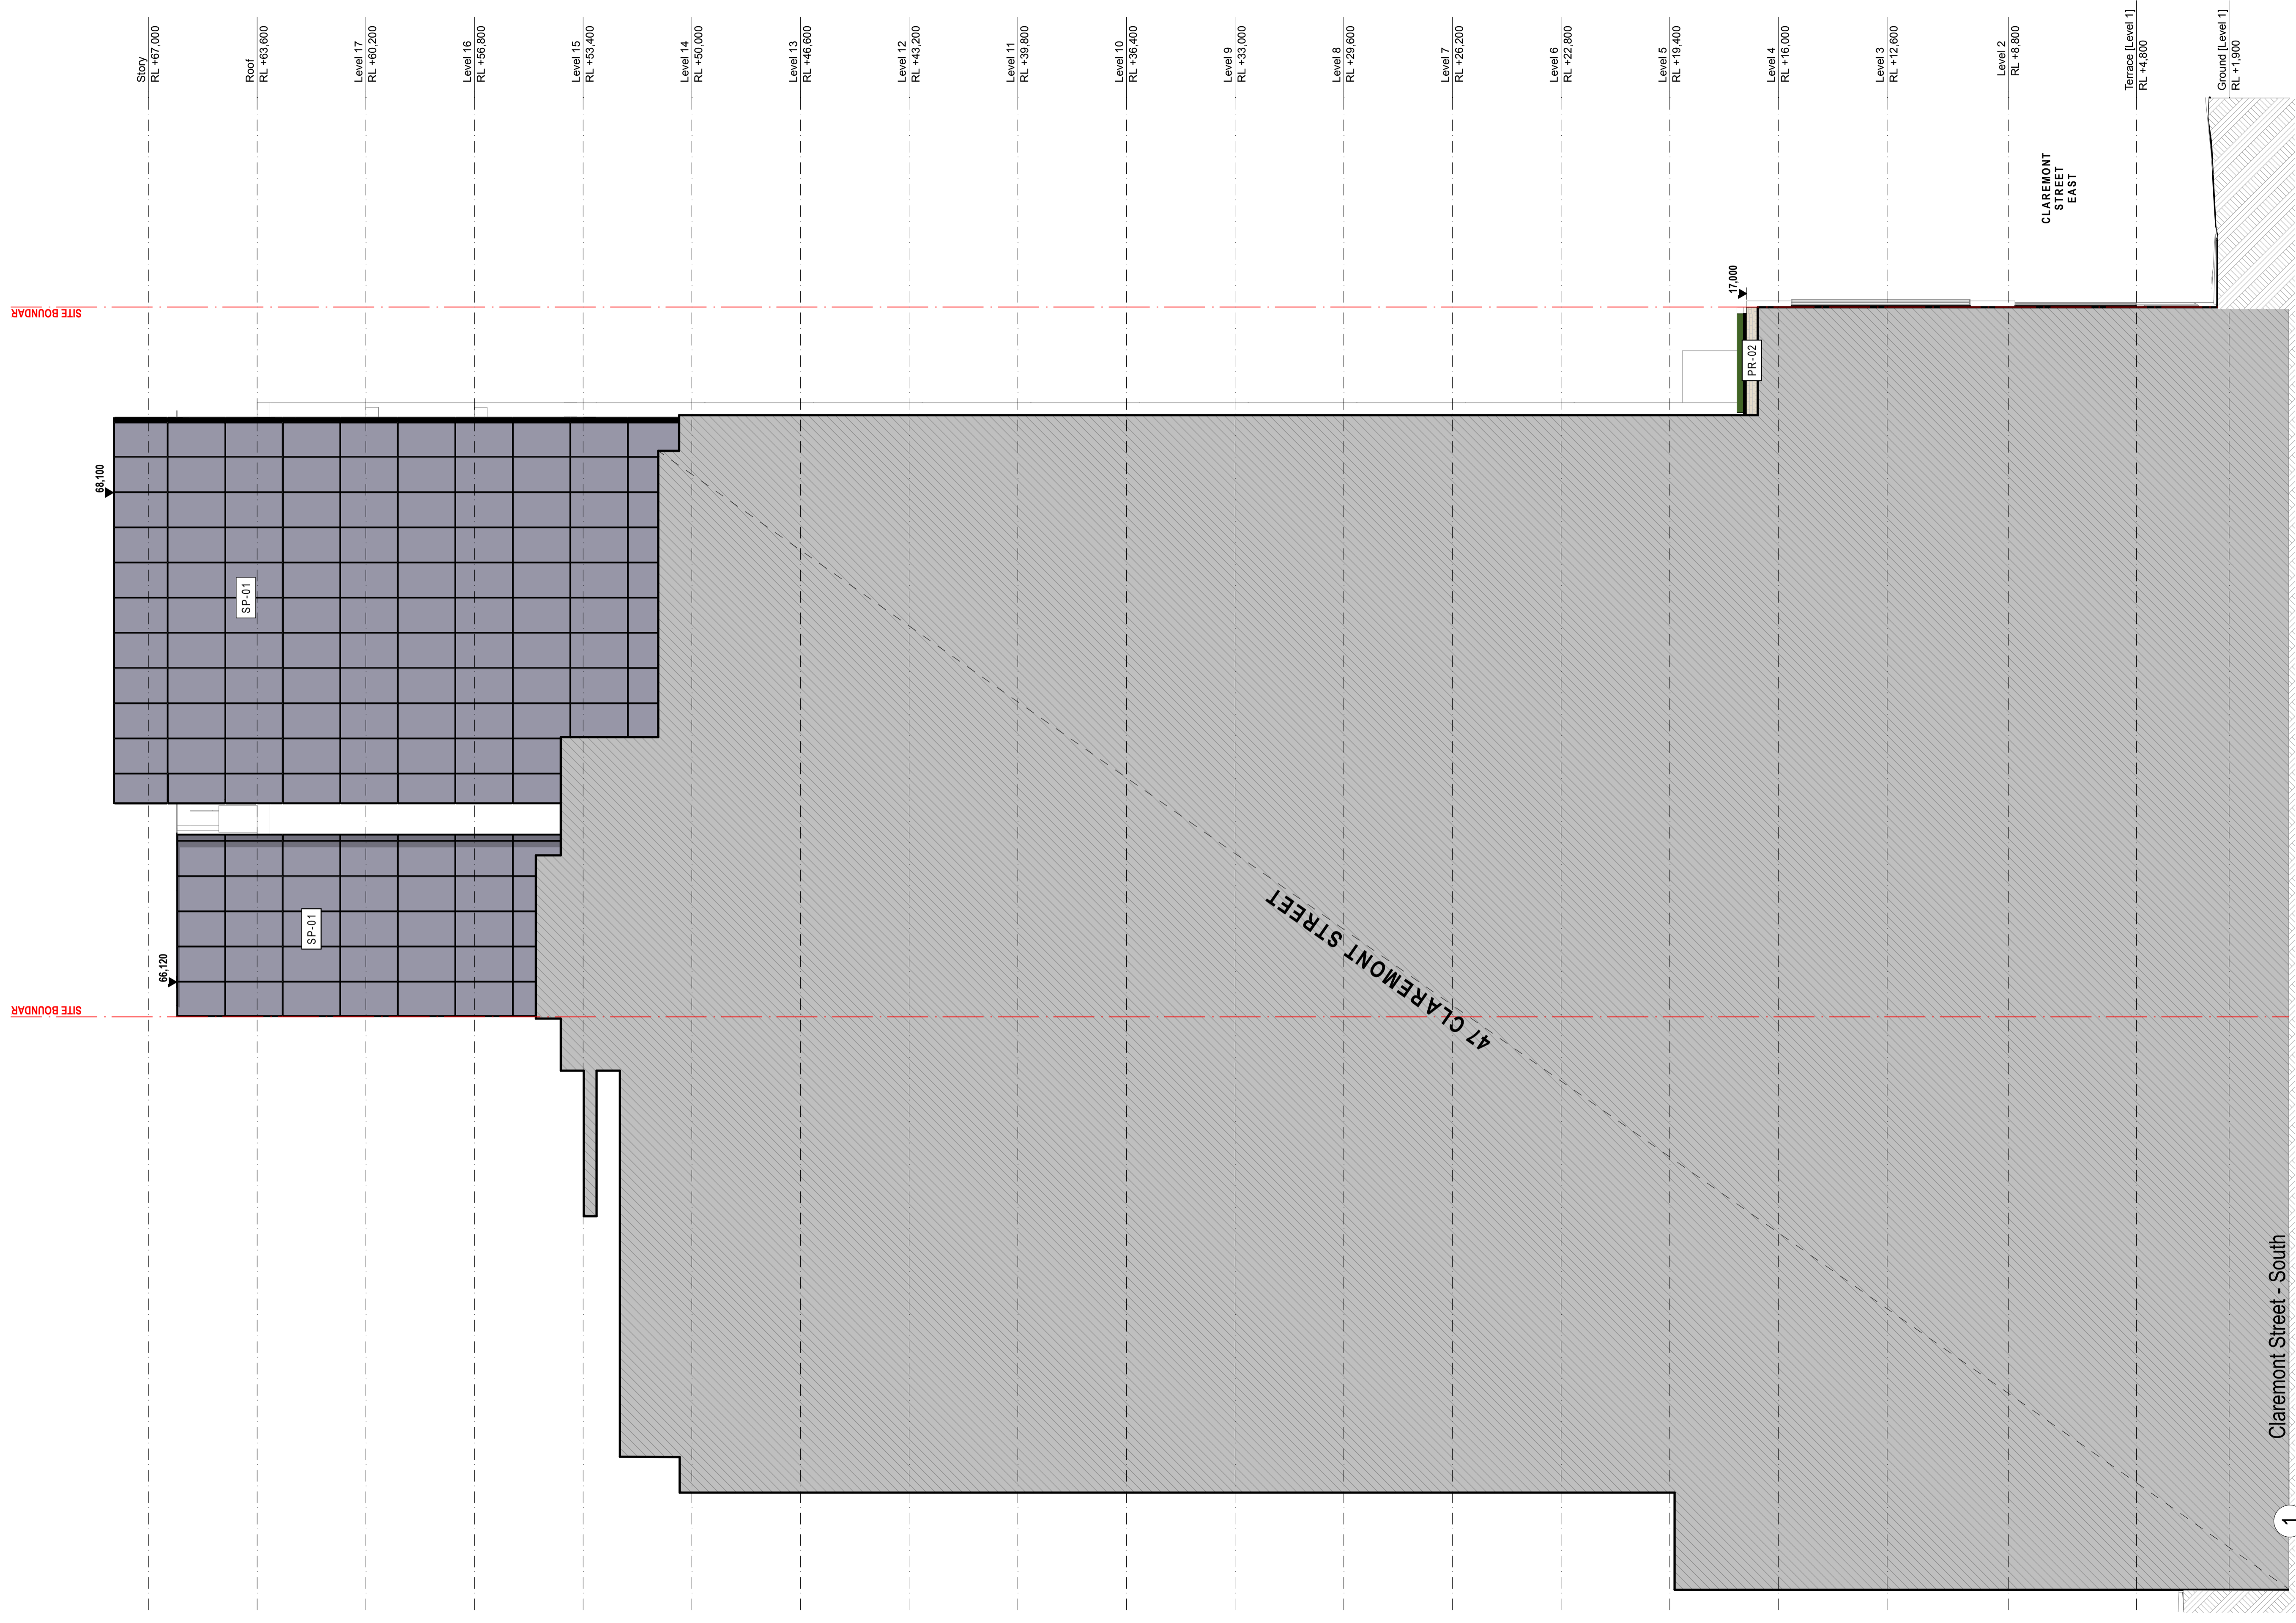 Story
RL +67,000
Roof
RL +63,600
Level 17
RL +60,200
Level 16
RL +56,800
Level 15
RL +53,400
Level 14
RL +50,000
Level 13
RL +46,600
Level 12
RL +43,200
Level 11
RL +39,800
Level 10
RL +36,400
Level 9
RL +33,000
Level 8
RL +29,600
Level 7
RL +26,200
Level 6
RL +22,800
Level 5
RL +19,400
Level 4
RL +16,000
Level 3
RL +12,600
Level 2
RL +8,800
Terrace [Level 1]
RL +4,800
Ground [Level 1]
RL +1,900
CLAREMONT
STREET
EAST
SITE BOUNDAR
17,000
PR-02
68,100
SP-01
SP-01
66,120
SITE BOUNDAR
47 CLAREMONT STREET
Claremont Street - South
1